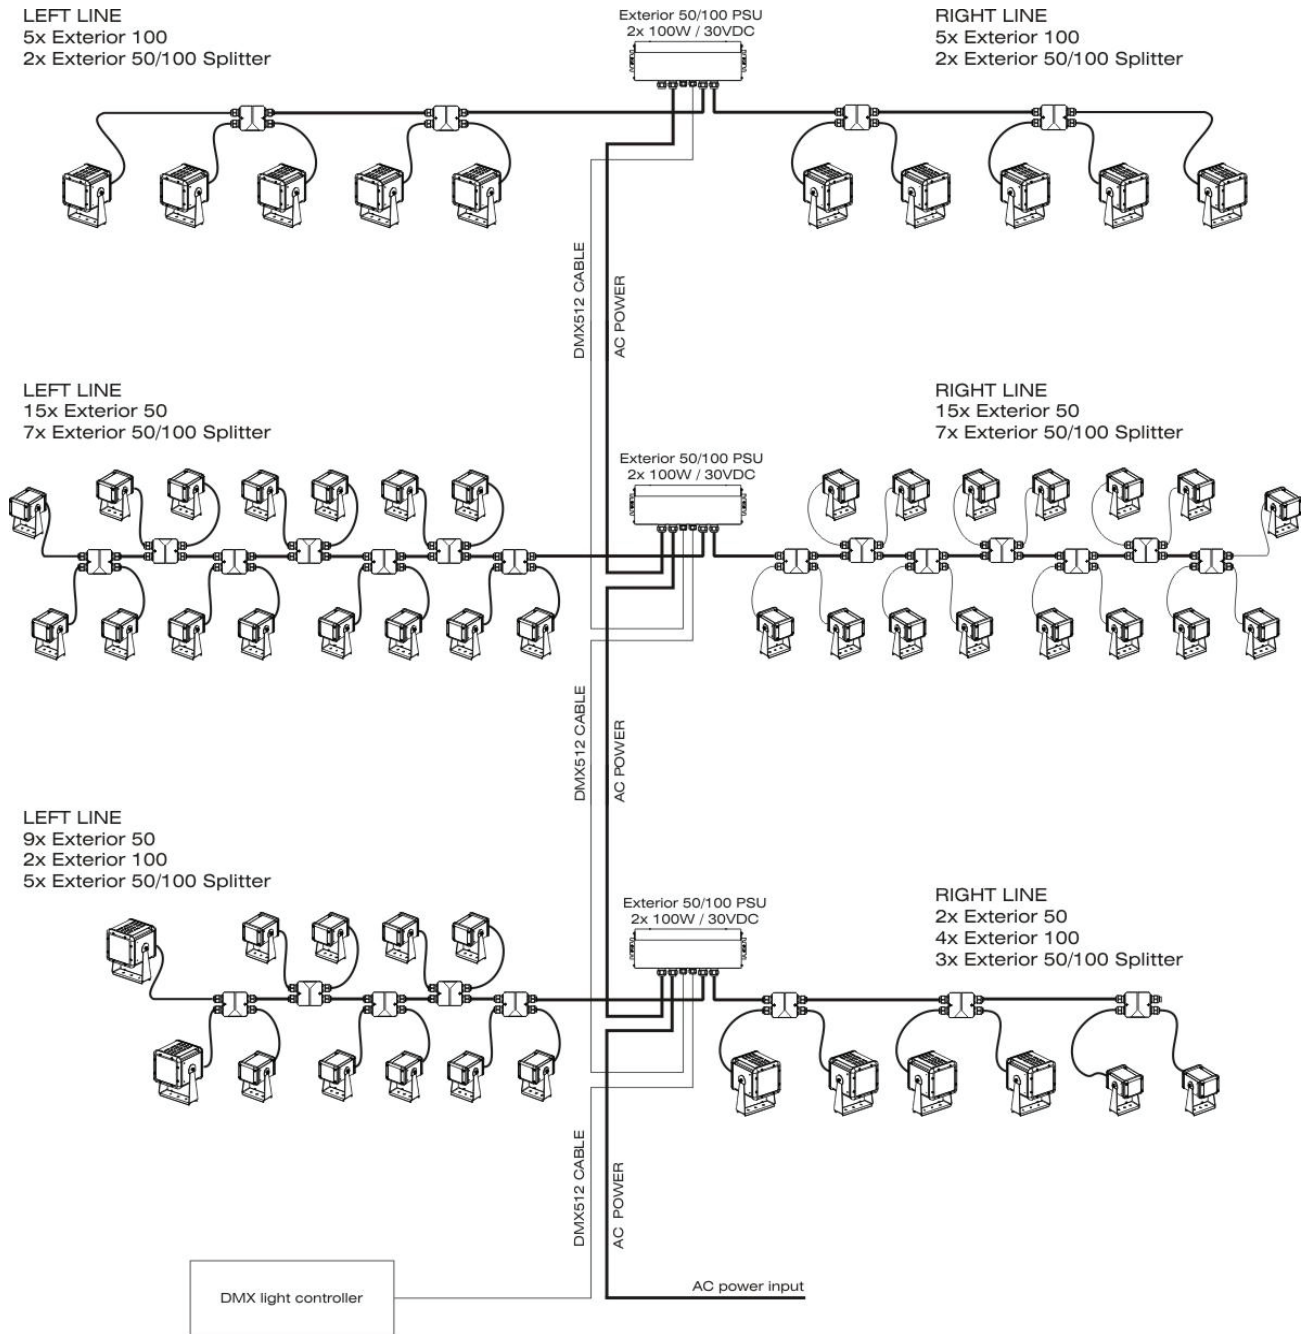 LEFT LINE
5x Exterior 100
2x Exterior 50/100 Splitter
Exterior 50/100 PSU
2x 100W / 30VDC
RIGHT LINE
5x Exterior 100
2x Exterior 50/100 Splitter
DMX512 CABLE
AC POWER
LEFT LINE
15x Exterior 50
7x Exterior 50/100 Splitter
Exterior 50/100 PSU
2x 100W / 30VDC
RIGHT LINE
15x Exterior 50
7x Exterior 50/100 Splitter
DMX512 CABLE
AC POWER
LEFT LINE
9x Exterior 50
2x Exterior 100
5x Exterior 50/100 Splitter
Exterior 50/100 PSU
2x 100W / 30VDC
RIGHT LINE
2x Exterior 50
4x Exterior 100
3x Exterior 50/100 Splitter
DMX512 CABLE
AC POWER
DMX light controller
AC power input